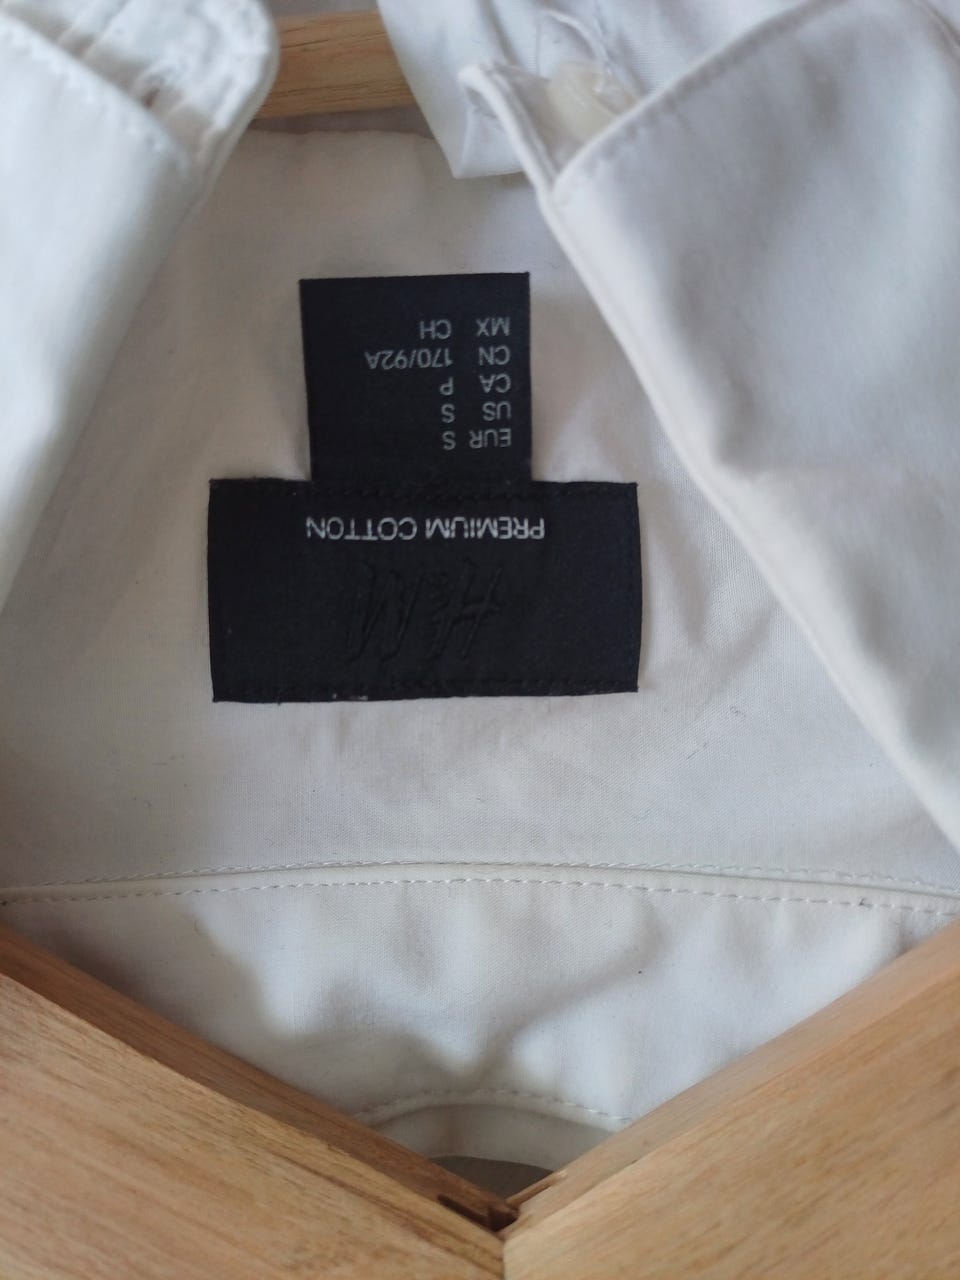 H&M
PREMIUM COTTON
EUR S
US S
CA P
CN 170/92A
MX CH